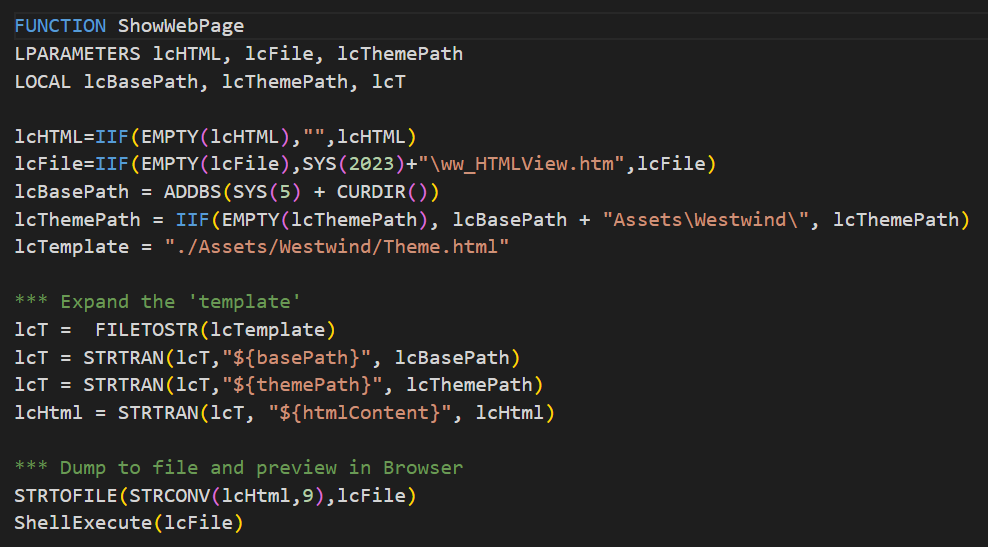 FUNCTION ShowWebPage
LPARAMETERS lcHTML, lcFile, lcThemePath
LOCAL lcBasePath, lcThemePath, lcT
lcHTML=IIF(EMPTY(lcHTML),"",lcHTML)
lcFile=IIF(EMPTY(lcFile),SYS(2023)+"\ww_HTMLView.htm",lcFile)
lcBasePath = ADDBS(SYS(5) + CURDIR())
lcThemePath = IIF(EMPTY(lcThemePath), lcBasePath + "Assets\Westwind\", lcThemePath)
lcTemplate = "./Assets/Westwind/Theme.html"
*** Expand the 'template'
lcT =  FILETOSTR(lcTemplate)
lcT = STRTRAN(lcT,"${basePath}", lcBasePath)
lcT = STRTRAN(lcT,"${themePath}", lcThemePath)
lcHtml = STRTRAN(lcT, "${htmlContent}", lcHtml)
*** Dump to file and preview in Browser
STRTOFILE(STRCONV(lcHtml,9),lcFile)
ShellExecute(lcFile)